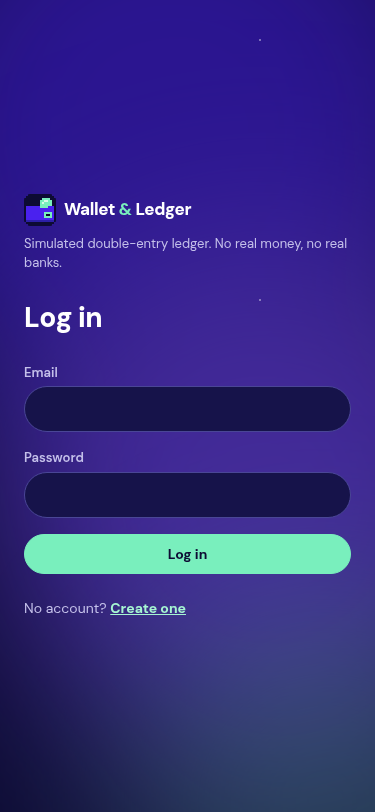 Wallet & Ledger
Simulated double-entry ledger. No real money, no real
banks.
Log in
Email
Password
Log in
No account? Create one